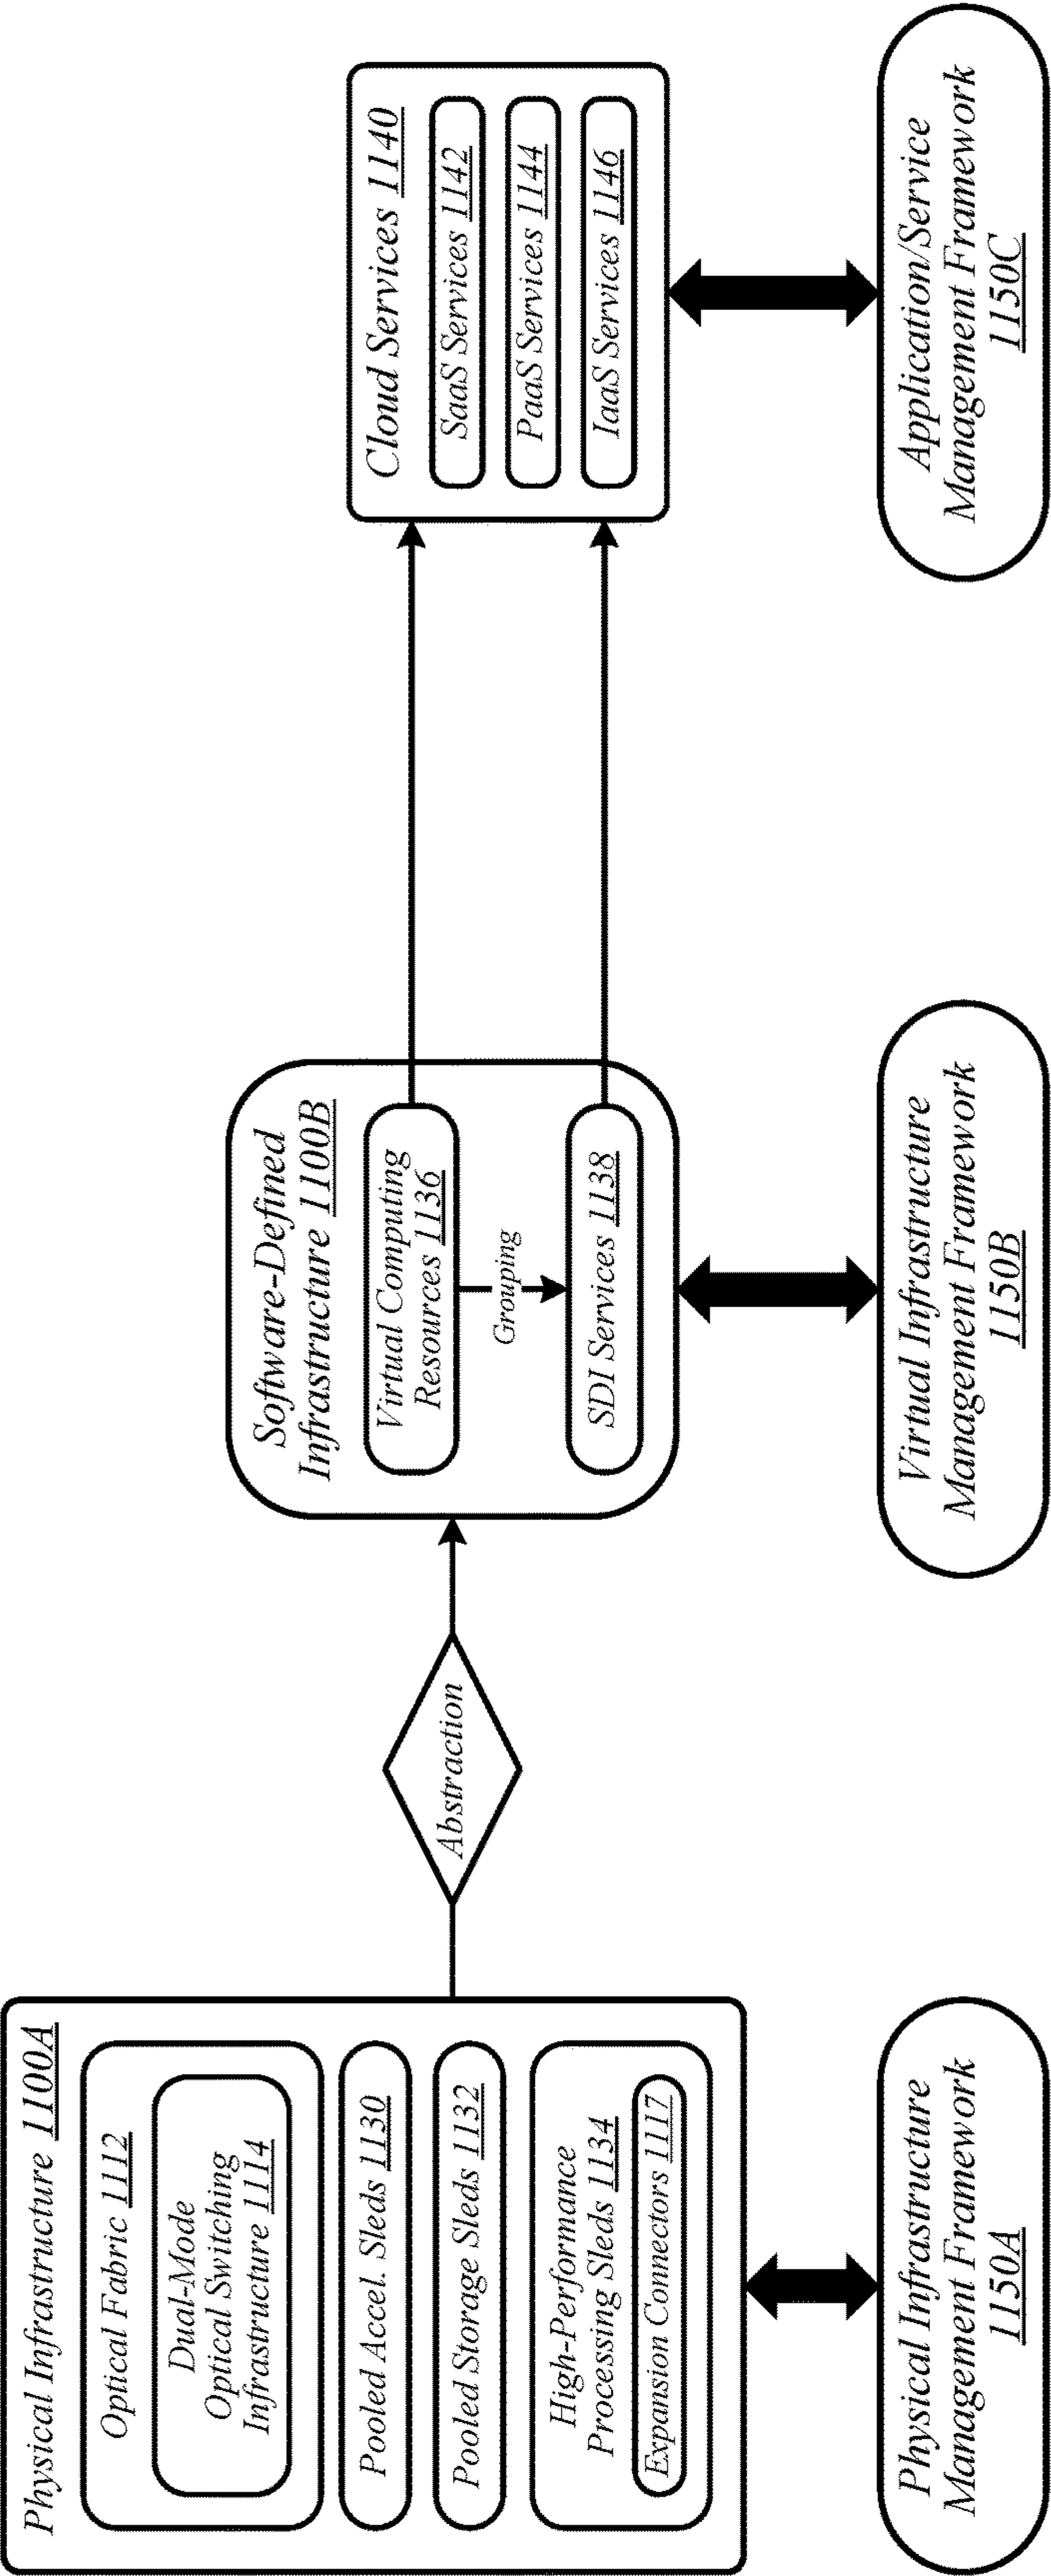 Physical Infrastructure 1100A
Optical Fabric 1112
Dual-Mode
Optical Switching
Infrastructure 1114
Pooled Accel. Sleds 1130
Pooled Storage Sleds 1132
High-Performance
Processing Sleds 1134
Expansion Connectors 1117
Abstraction
Software-Defined
Infrastructure 1100B
Virtual Computing
Resources 1136
Grouping
SDI Services 1138
Cloud Services 1140
SaaS Services 1142
PaaS Services 1144
IaaS Services 1146
Physical Infrastructure
Management Framework
1150A
Virtual Infrastructure
Management Framework
1150B
Application/Service
Management Framework
1150C